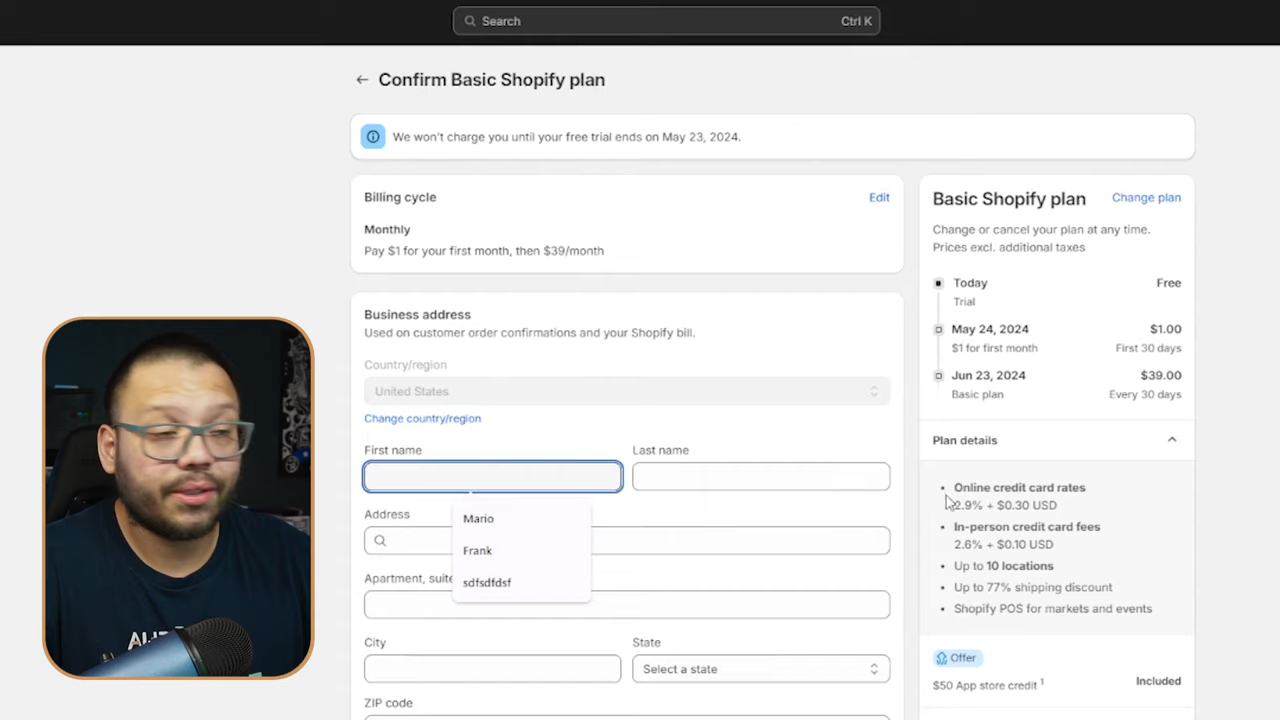 Search
Ctrl K
Confirm Basic Shopify plan
We won't charge you until your free trial ends on May 23, 2024.
Billing cycle
Edit
Monthly
Pay $1 for your first month, then $39/month
Business address
Used on customer order confirmations and your Shopify bill.
Country/region
United States
Change country/region
First name
Last name
Mario
Frank
sdfsdfdsf
Address
Apartment, suite
City
State
Select a state
ZIP code
Basic Shopify plan
Change plan
Change or cancel your plan at any time.
Prices excl. additional taxes
Today
Free
Trial
May 24, 2024
$1.00
$1 for first month
First 30 days
Jun 23, 2024
$39.00
Basic plan
Every 30 days
Plan details
• Online credit card rates
2.9% + $0.30 USD
• In-person credit card fees
2.6% + $0.10 USD
• Up to 10 locations
• Up to 77% shipping discount
• Shopify POS for markets and events
Offer
$50 App store credit 1
Included